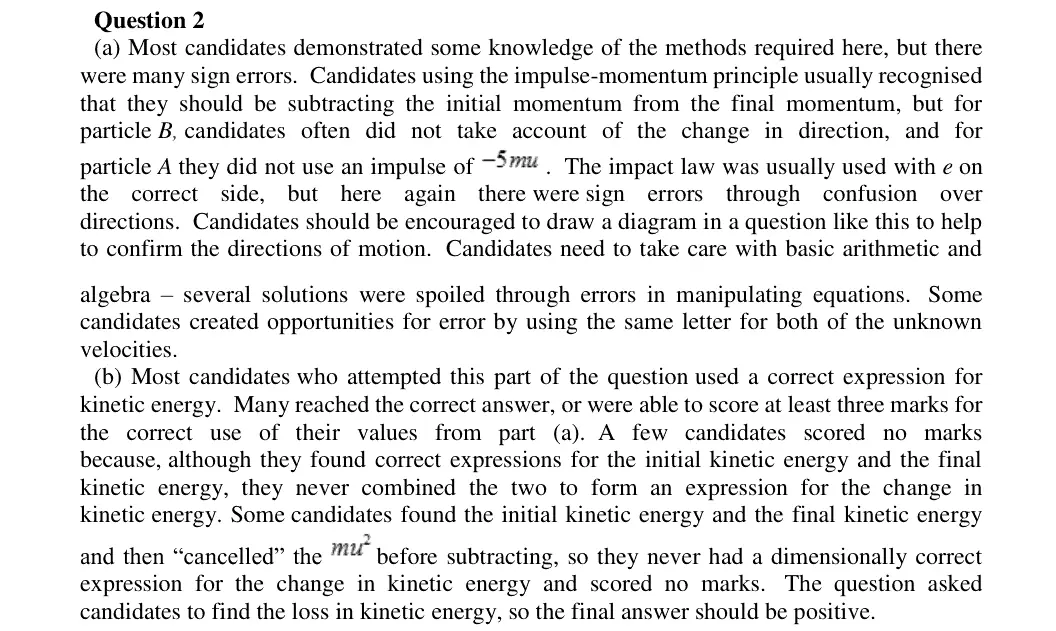 Question 2
(a) Most candidates demonstrated some knowledge of the methods required here, but there
were many sign errors. Candidates using the impulse-momentum principle usually recognised
that they should be subtracting the initial momentum from the final momentum, but for
particle B, candidates often did not take account of the change in direction, and for
particle A they did not use an impulse of −5mu . The impact law was usually used with e on
the correct side, but here again there were sign errors through confusion over
directions. Candidates should be encouraged to draw a diagram in a question like this to help
to confirm the directions of motion. Candidates need to take care with basic arithmetic and
algebra – several solutions were spoiled through errors in manipulating equations. Some
candidates created opportunities for error by using the same letter for both of the unknown
velocities.
(b) Most candidates who attempted this part of the question used a correct expression for
kinetic energy. Many reached the correct answer, or were able to score at least three marks for
the correct use of their values from part (a). A few candidates scored no marks
because, although they found correct expressions for the initial kinetic energy and the final
kinetic energy, they never combined the two to form an expression for the change in
kinetic energy. Some candidates found the initial kinetic energy and the final kinetic energy
and then “cancelled” the mu² before subtracting, so they never had a dimensionally correct
expression for the change in kinetic energy and scored no marks. The question asked
candidates to find the loss in kinetic energy, so the final answer should be positive.